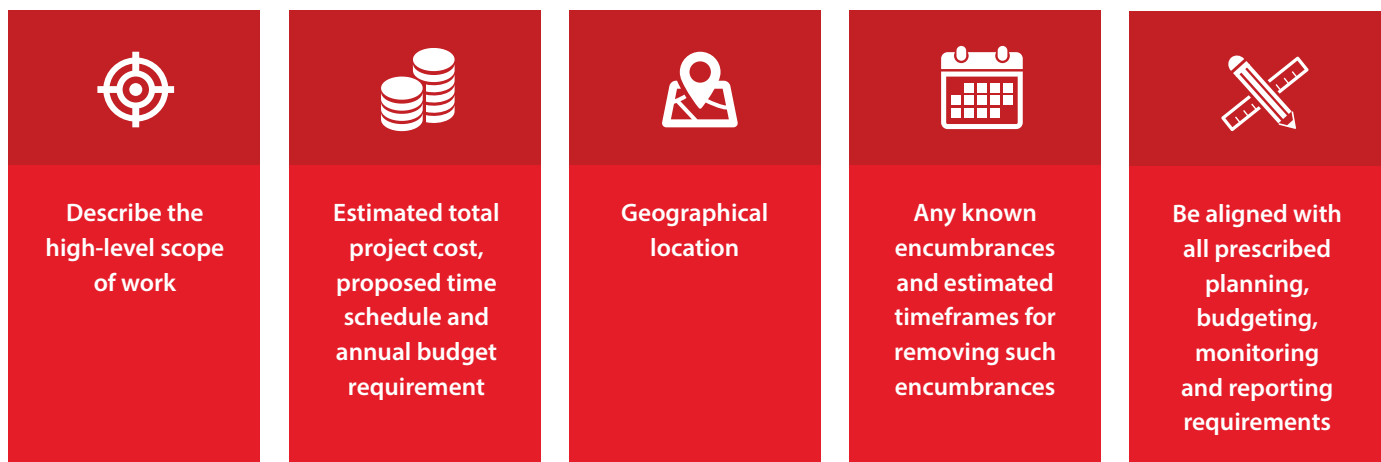 Describe the
high-level scope
of work
Estimated total
project cost,
proposed time
schedule and
annual budget
requirement
Geographical
location
Any known
encumbrances
and estimated
timeframes for
removing such
encumbrances
Be aligned with
all prescribed
planning,
budgeting,
monitoring
and reporting
requirements